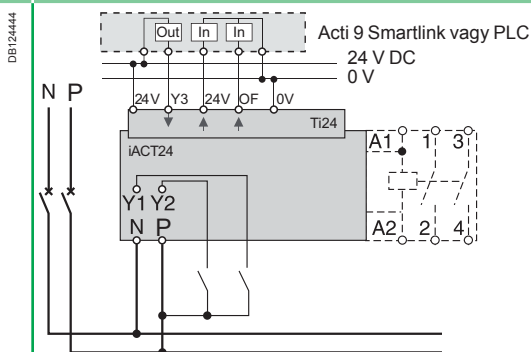 DB124444
Out In In
Acti 9 Smartlink vagy PLC
24 V DC
0 V
N P
24V Y3 24V OF 0V
Ti24
iACT24
A1 1 3
Y1 Y2
N P
A2 2 4